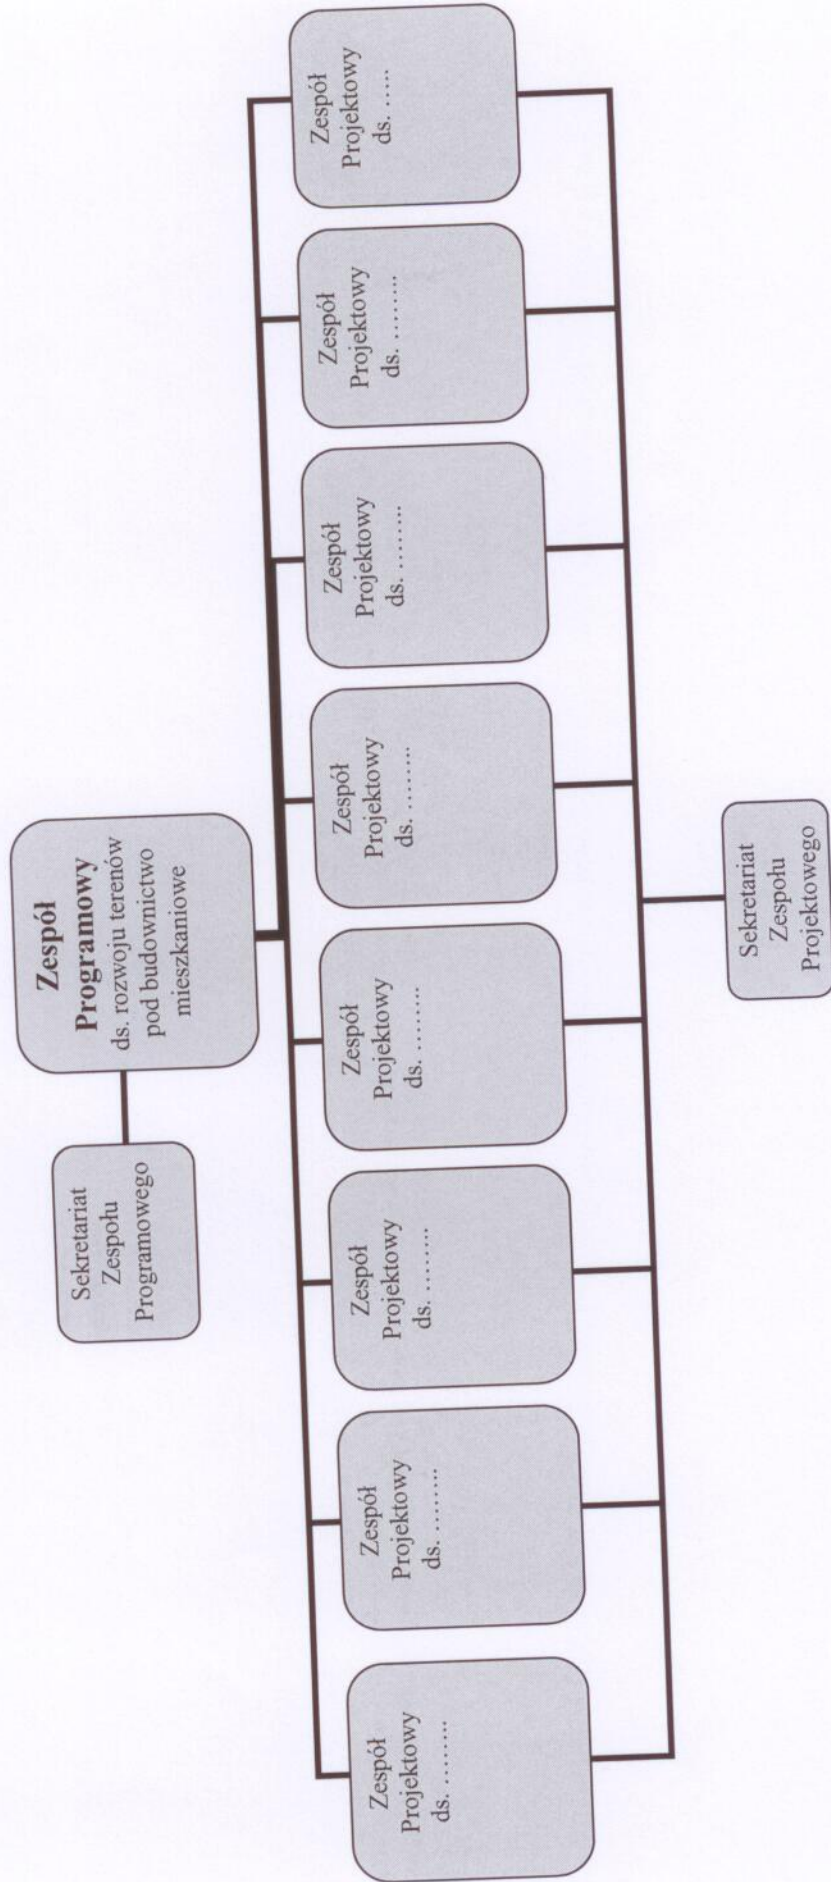 Sekretariat
Zespołu
Programowego
Zespół
Programowy
ds. rozwoju terenów
pod budownictwo
mieszkaniowe
Zespół
Projektowy
ds. ………
Zespół
Projektowy
ds. ………
Zespół
Projektowy
ds. ………
Zespół
Projektowy
ds. ………
Zespół
Projektowy
ds. ………
Zespół
Projektowy
ds. ………
Zespół
Projektowy
ds. ………
Zespół
Projektowy
ds. …..
Sekretariat
Zespołu
Projektowego